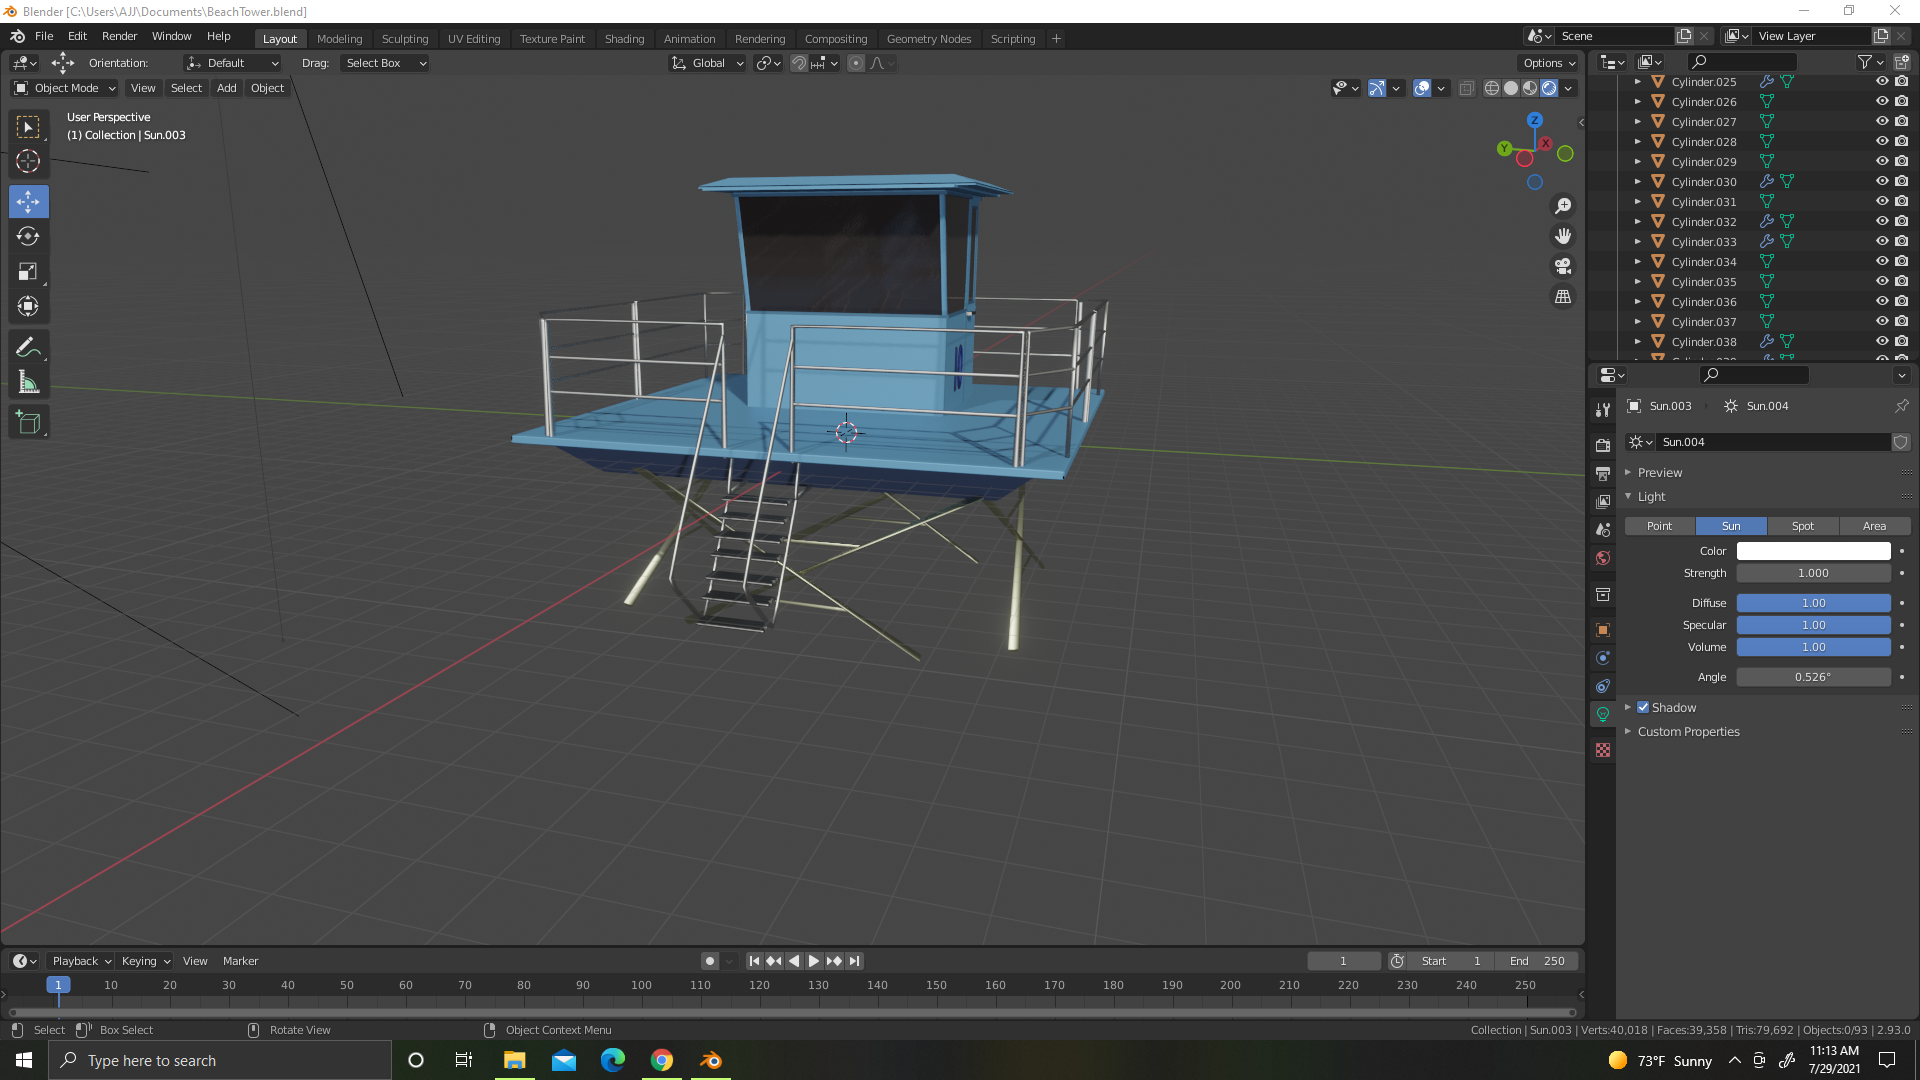 Blender [C:\Users\AJJ\Documents\BeachTower.blend]
File Edit Render Window Help Layout Modeling Sculpting UV Editing Texture Paint Shading Animation Rendering Compositing Geometry Nodes Scripting + Scene View Layer
Orientation: Default Drag: Select Box Global Options
Object Mode View Select Add Object
User Perspective
(1) Collection | Sun.003
Z
Y X
Cylinder.025
Cylinder.026
Cylinder.027
Cylinder.028
Cylinder.029
Cylinder.030
Cylinder.031
Cylinder.032
Cylinder.033
Cylinder.034
Cylinder.035
Cylinder.036
Cylinder.037
Cylinder.038
10
Sun.003 Sun.004
Sun.004
Preview
Light
Point Sun Spot Area
Color
Strength 1.000
Diffuse 1.00
Specular 1.00
Volume 1.00
Angle 0.526°
Shadow
Custom Properties
Playback Keying View Marker 1 Start 1 End 250
1 10 20 30 40 50 60 70 80 90 100 110 120 130 140 150 160 170 180 190 200 210 220 230 240 250
Select Box Select Rotate View Object Context Menu Collection | Sun.003 | Verts:40,018 | Faces:39,358 | Tris:79,692 | Objects:0/93 | 2.93.0
Type here to search 73°F Sunny 11:13 AM
7/29/2021